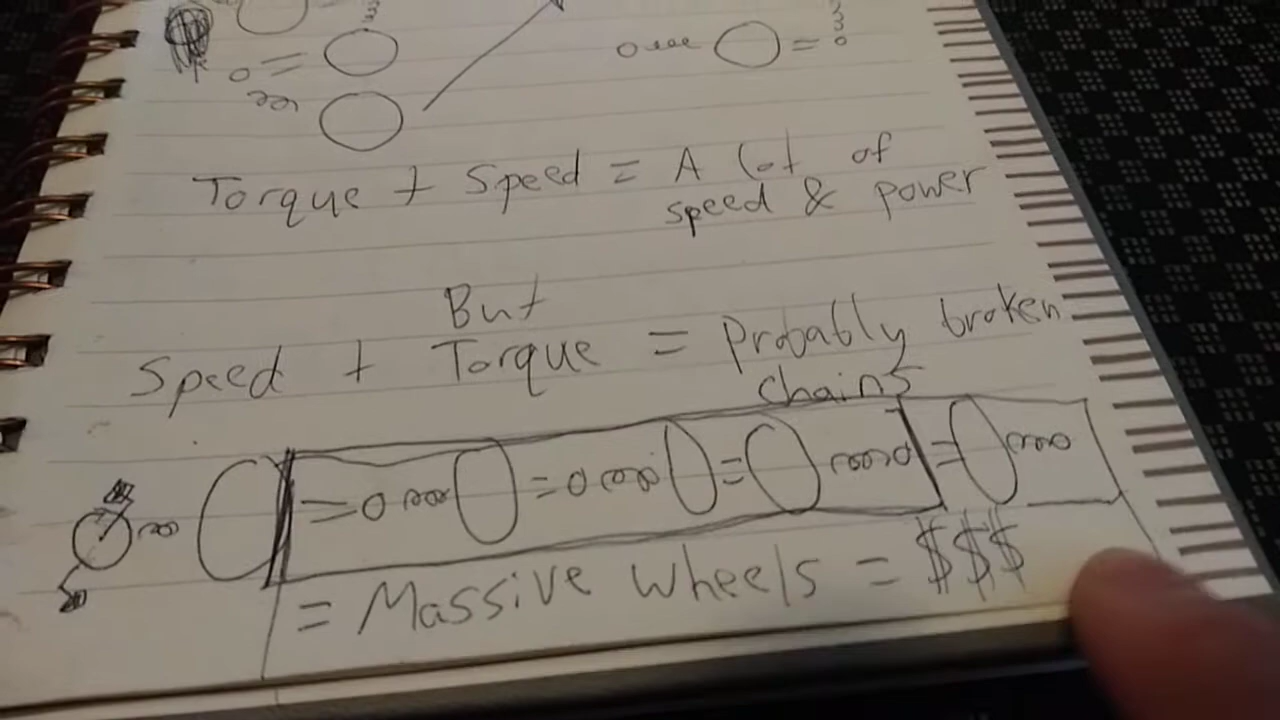 Torque + Speed = A lot of
speed & power
But
Speed + Torque = Probably broken
chains
= Massive wheels = $$$